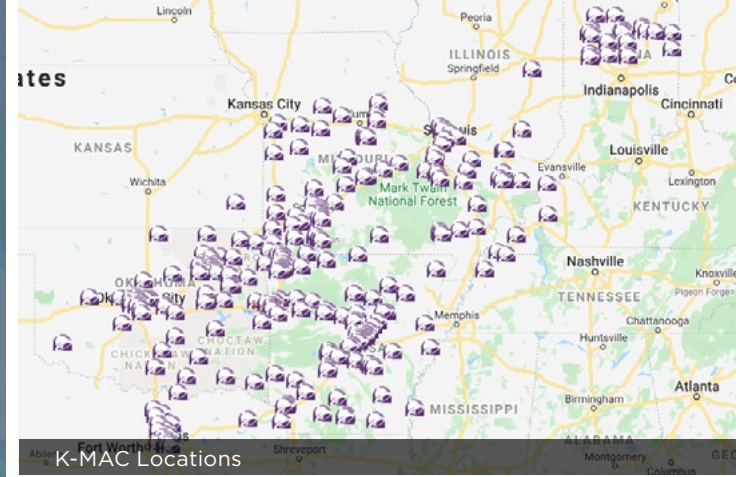 Lincoln
Peoria
ILLINOIS
Springfield
Indianapolis
ates
Kansas City
Cincinnati
KANSAS
Louisville
Evansville
Lexington
Wichita
Mark Twain
National Forest
KENTUCKY
Nashville
Knoxville
Pigeon Forge
TENNESSEE
Memphis
Chattanooga
CHOCTAW
NATION
Huntsville
Atlanta
MISSISSIPPI
Birmingham
ALABAMA
Fort Worth
Shreveport
Montgomery
Columbus
K-MAC Locations